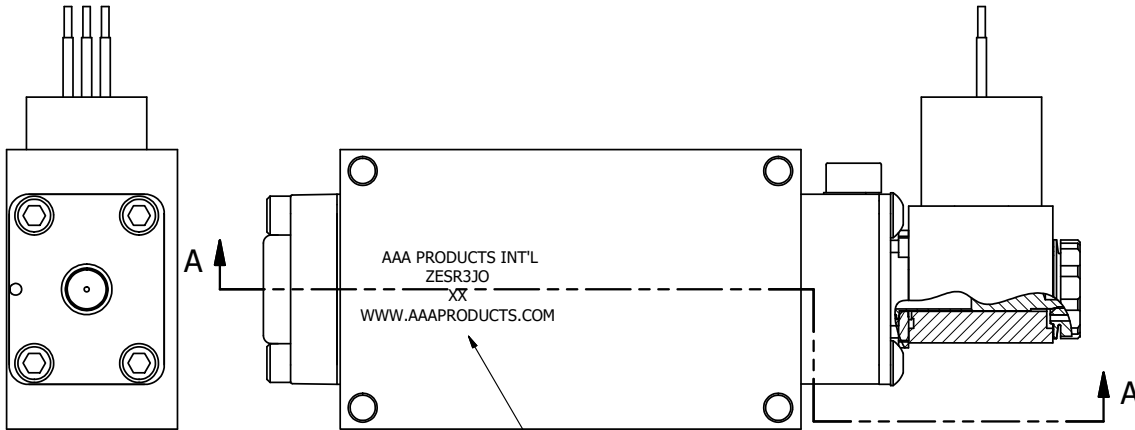 A
AAA PRODUCTS INT'L
ZESR3JO
XX
WWW.AAAPRODUCTS.COM
A